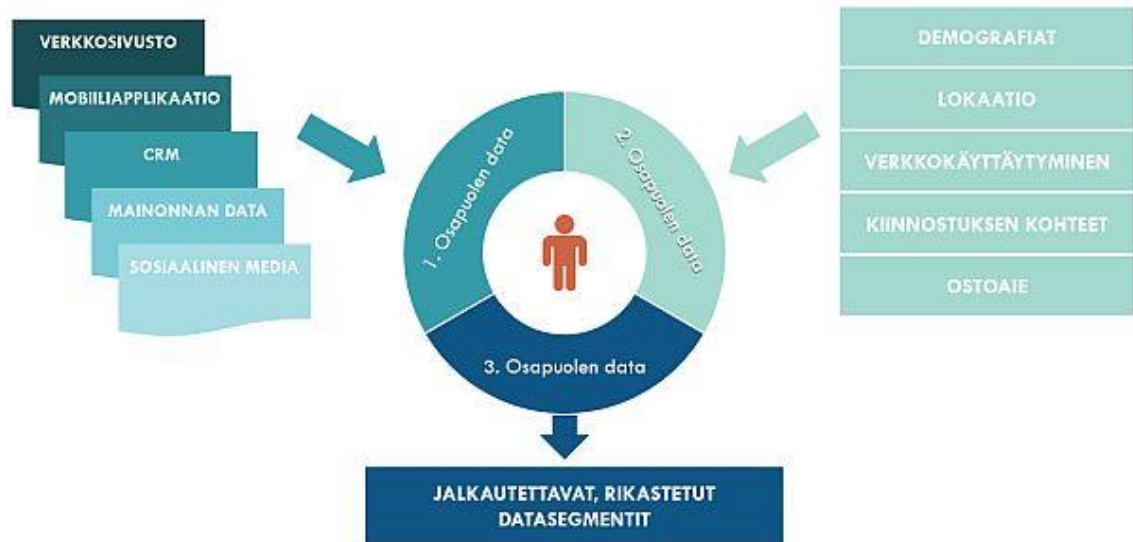 VERKKOSIVUSTO
MOBIILIAPPLIKAATIO
CRM
MAINONNAN DATA
SOSIAALINEN MEDIA
1. Osapuolen data
2. Osapuolen data
3. Osapuolen data
DEMOGRAFIAT
LOKAATIO
VERKKOKÄYTTÄYTYMINEN
KIINNOSTUKSEN KOHTEET
OSTOAIE
JALKAUTETTAVAT, RIKASTETUT
DATASEGMENTIT